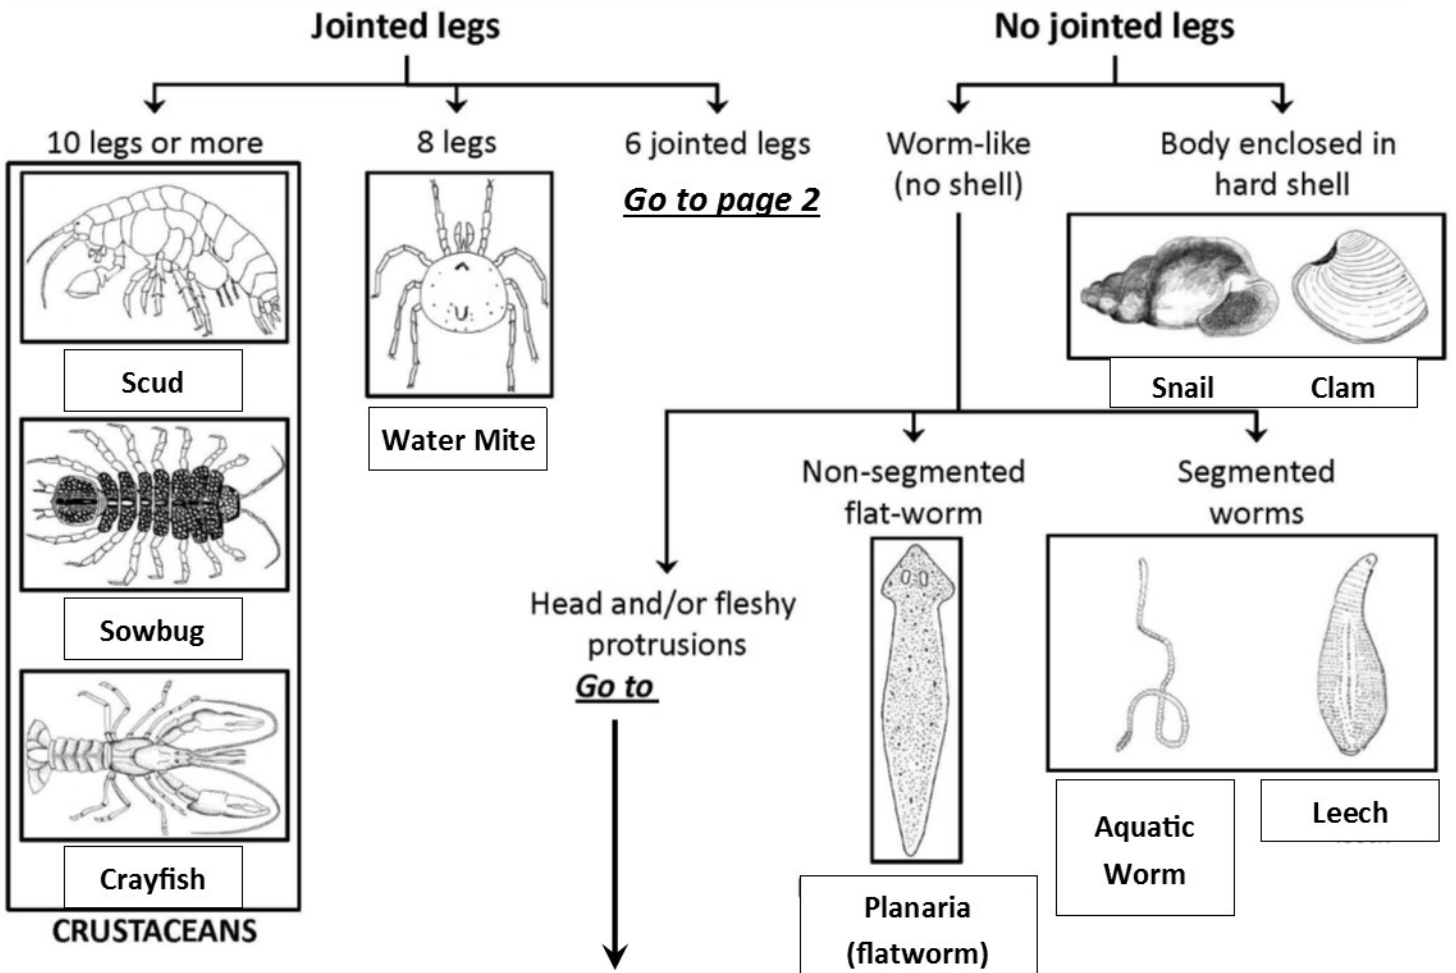 Jointed legs
No jointed legs
10 legs or more
8 legs
6 jointed legs
Go to page 2
Worm-like
(no shell)
Body enclosed in
hard shell
Scud
Water Mite
Snail
Clam
Sowbug
Non-segmented
flat-worm
Segmented
worms
Head and/or fleshy
protrusions
Go to
Crayfish
CRUSTACEANS
Planaria
(flatworm)
Aquatic
Worm
Leech